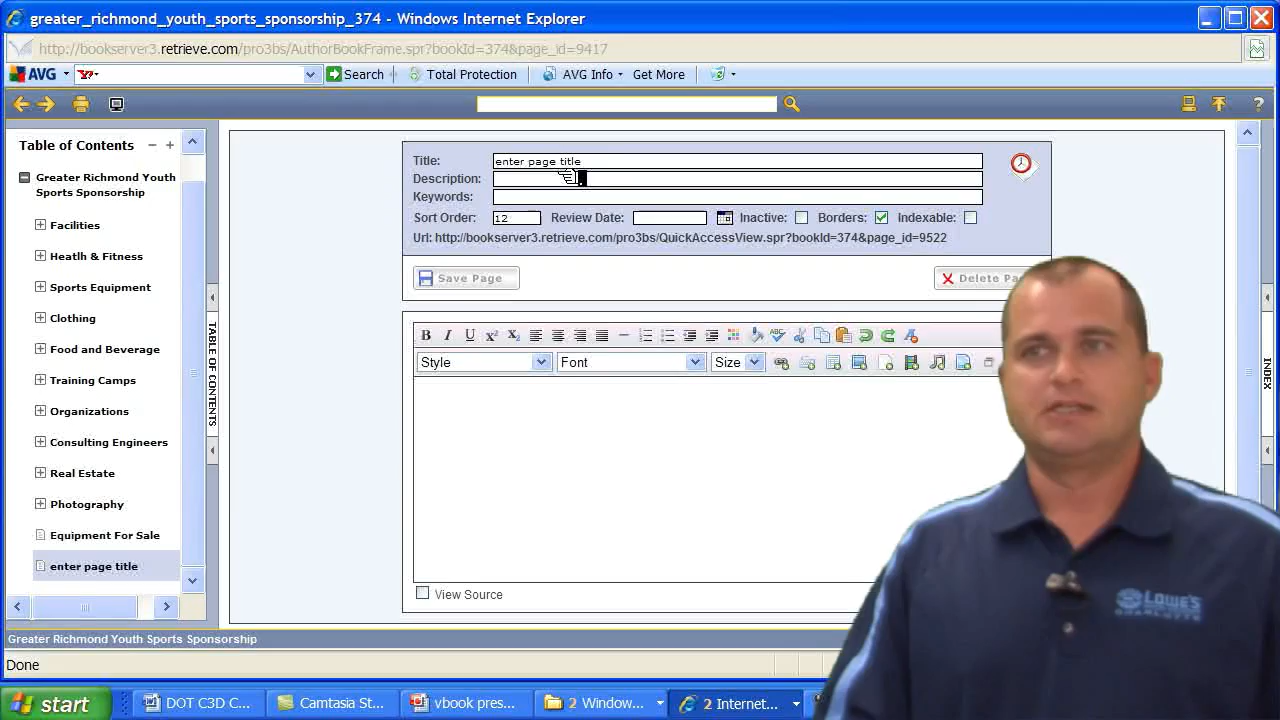 greater_richmond_youth_sports_sponsorship_374 - Windows Internet Explorer
http://bookserver3.retrieve.com/pro3bs/AuthorBookFrame.spr?bookId=374&page_id=9417
AVG Y! Search Total Protection AVG Info Get More
?
Table of Contents − +
Greater Richmond Youth
Sports Sponsorship
Facilities
Heatlh & Fitness
Sports Equipment
Clothing
Food and Beverage
Training Camps
Organizations
Consulting Engineers
Real Estate
Photography
Equipment For Sale
enter page title
TABLE OF CONTENTS
Title: enter page title
Description:
Keywords:
Sort Order: 12 Review Date: Inactive: Borders: Indexable:
Url: http://bookserver3.retrieve.com/pro3bs/QuickAccessView.spr?bookId=374&page_id=9522
Save Page Delete
B I U x² X₂
Style Font Size
View Source
INDEX
LOWE'S
Greater Richmond Youth Sports Sponsorship
Done
start DOT C3D C... Camtasia St... vbook pres... 2 Window... 2 Internet...